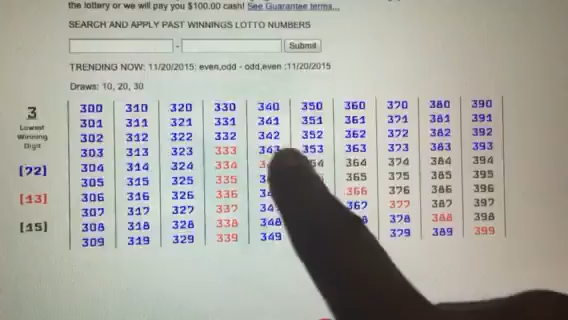 the lottery or we will pay you $100.00 cash! See Guarantee terms...
SEARCH AND APPLY PAST WINNINGS LOTTO NUMBERS
- Submit
TRENDING NOW: 11/20/2015: even,odd - odd,even :11/20/2015
Draws: 10, 20, 30
3
Lowest
Winning
Digit
[72]
[13]
[15]
300 310 320 330 340 350 360 370 380 390
301 311 321 331 341 351 361 371 381 391
302 312 322 332 342 352 362 372 382 392
303 313 323 333 343 353 363 373 383 393
304 314 324 334 364 374 384 394
305 315 325 335 365 375 385 395
306 316 326 336 366 376 386 396
307 317 327 337 367 377 387 397
308 318 328 338 348 378 388 398
309 319 329 339 349 379 389 399